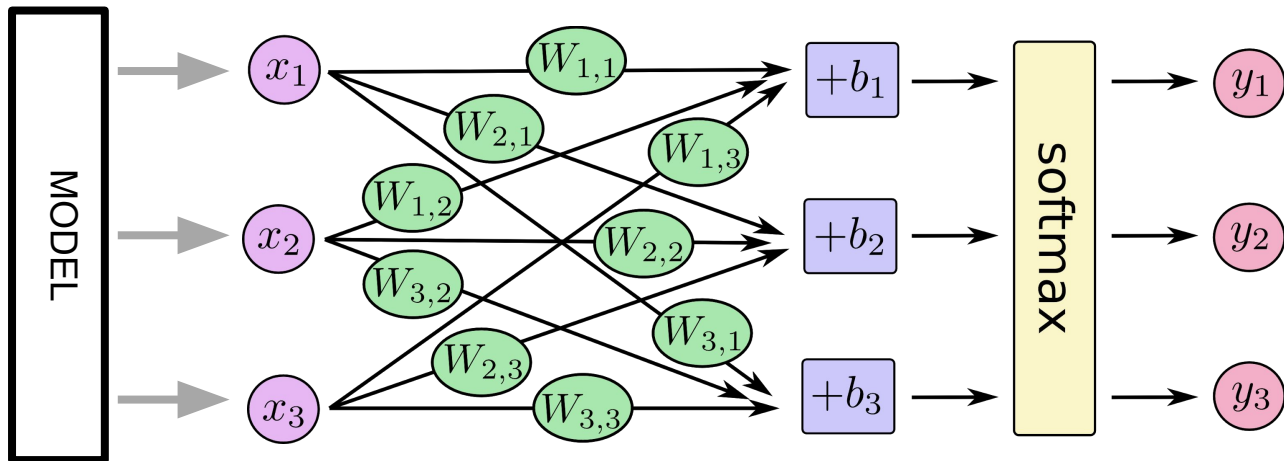 MODEL
x₁
x₂
x₃
W₁,₁
W₂,₁
W₁,₃
W₁,₂
W₂,₂
W₃,₂
W₃,₁
W₂,₃
W₃,₃
+b₁
+b₂
+b₃
softmax
y₁
y₂
y₃